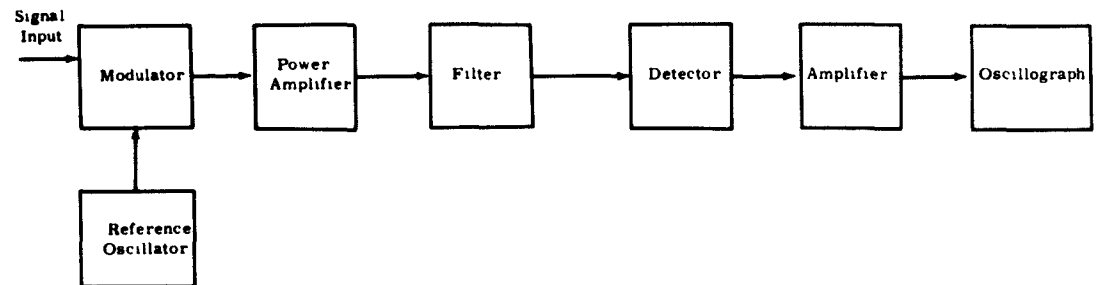 Signal
Input
Modulator
Power
Amplifier
Filter
Detector
Amplifier
Oscillograph
Reference
Oscillator